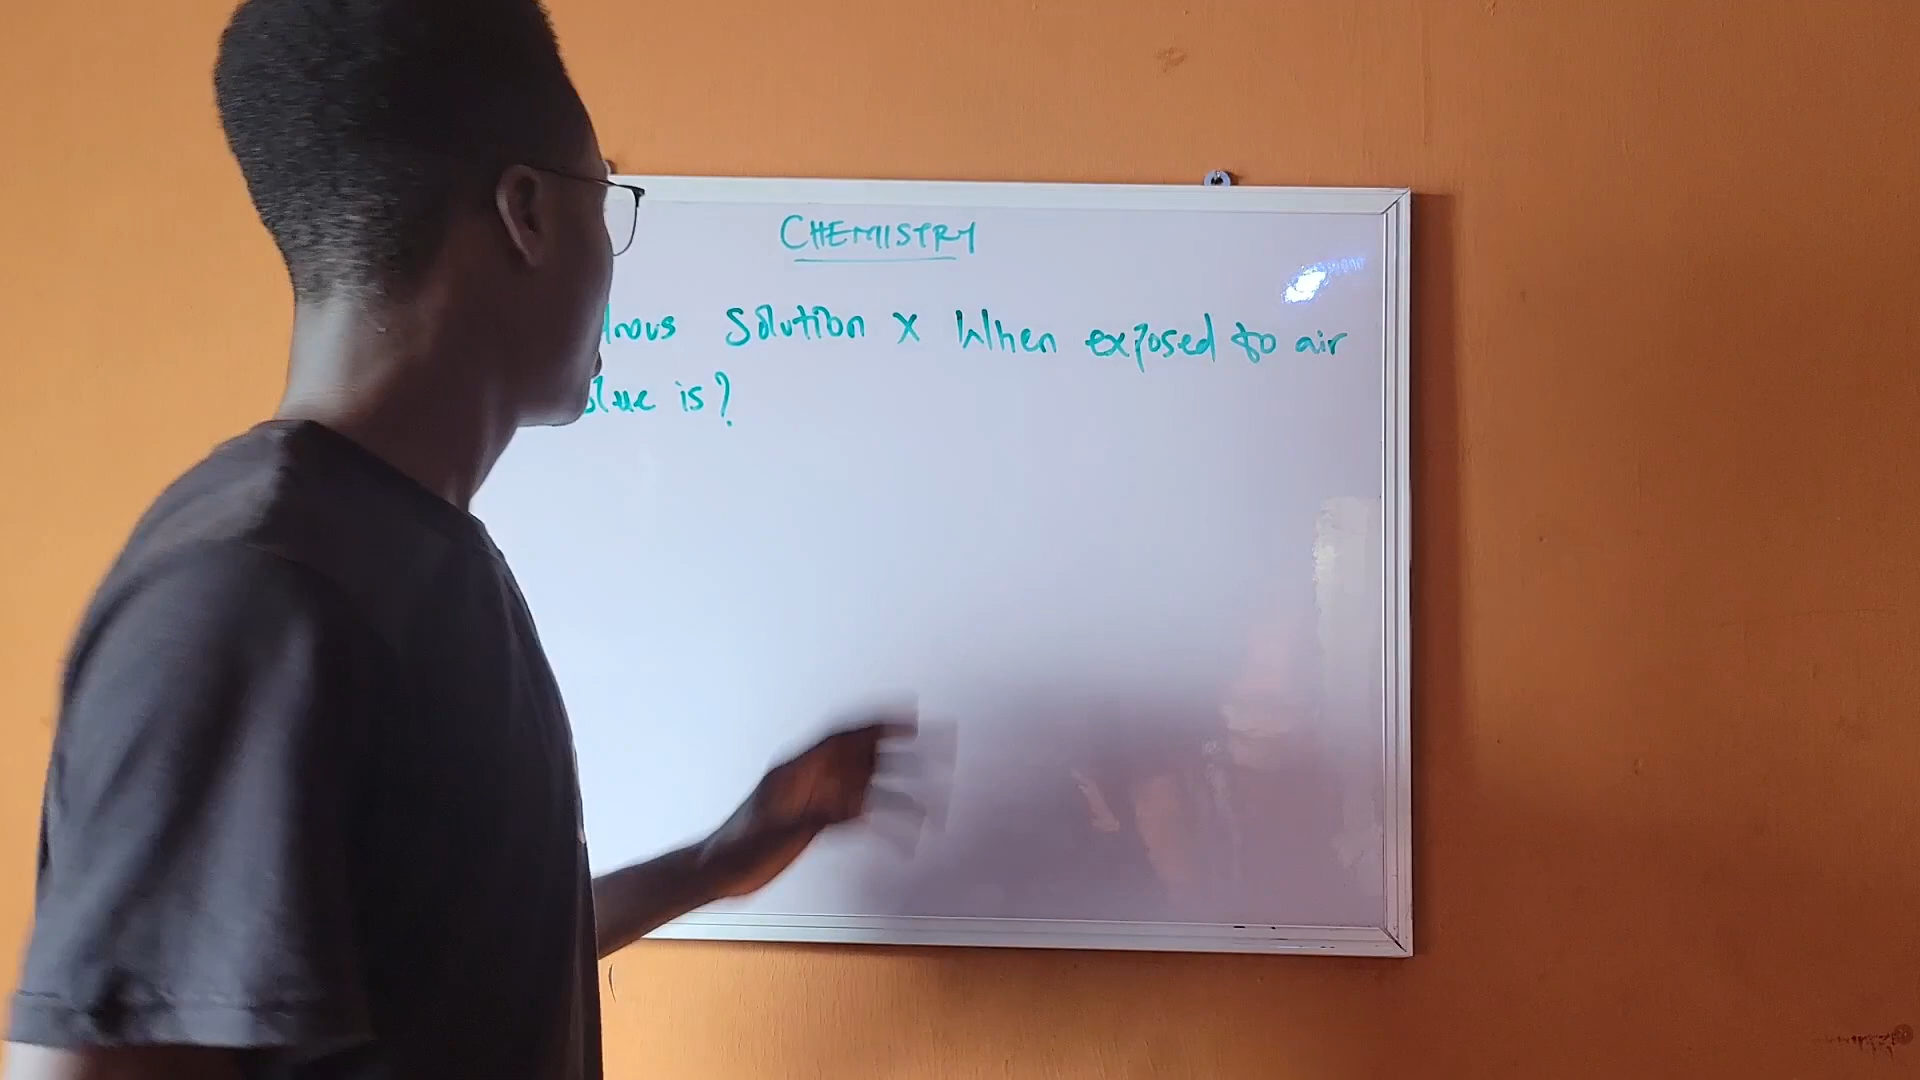 CHEMISTRY
Solution X When exposed to air
is?